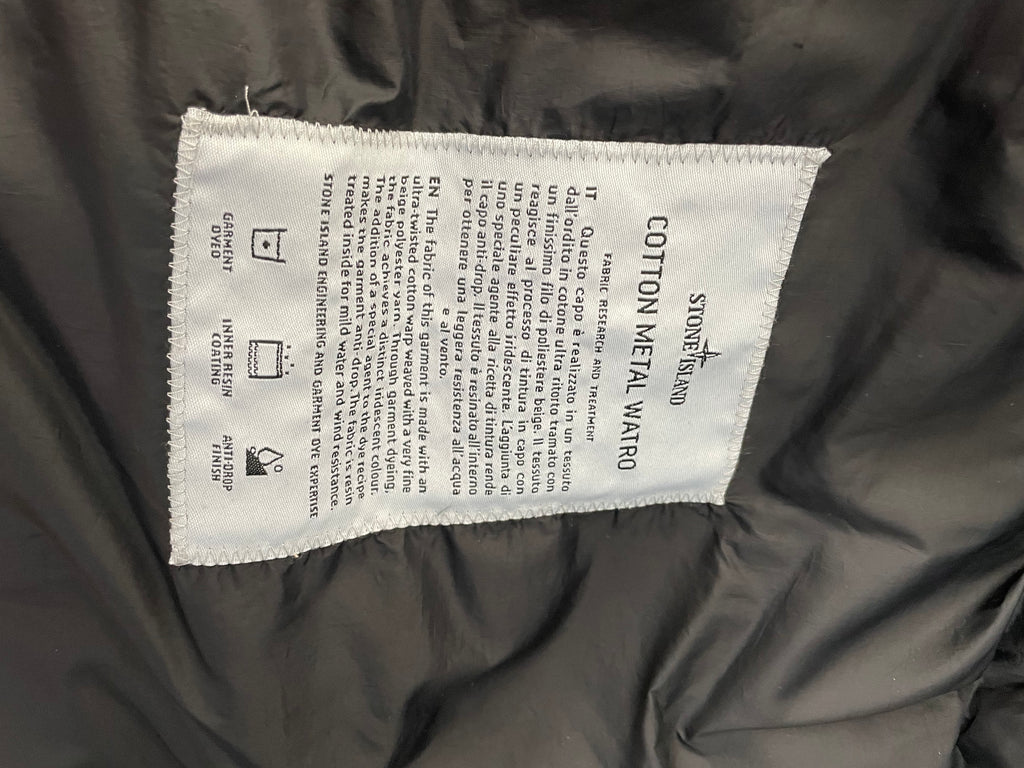 STONE ISLAND
COTTON METAL WATRO
FABRIC RESEARCH AND TREATMENT
IT Questo capo è realizzato in un tessuto
dall'ordito in cotone ultra ritorto tramato con
un finissimo filo di poliestere beige. Il tessuto
reagisce al processo di tintura in capo con
un peculiare effetto iridescente. L'aggiunta di
uno speciale agente alla ricetta di tintura rende
il capo anti-drop. Il tessuto è resinato all'interno
per ottenere una leggera resistenza all'acqua
e al vento.
EN The fabric of this garment is made with an
ultra-twisted cotton warp weaved with a very fine
beige polyester yarn. Through garment dyeing,
the fabric achieves a distinct iridescent colour.
The addition of a special agent to the dye recipe
makes the garment anti-drop. The fabric is resin
treated inside for mild water and wind resistance.
STONE ISLAND ENGINEERING AND GARMENT DYE EXPERTISE
GARMENT DYED
INNER RESIN COATING
ANTI-DROP FINISH